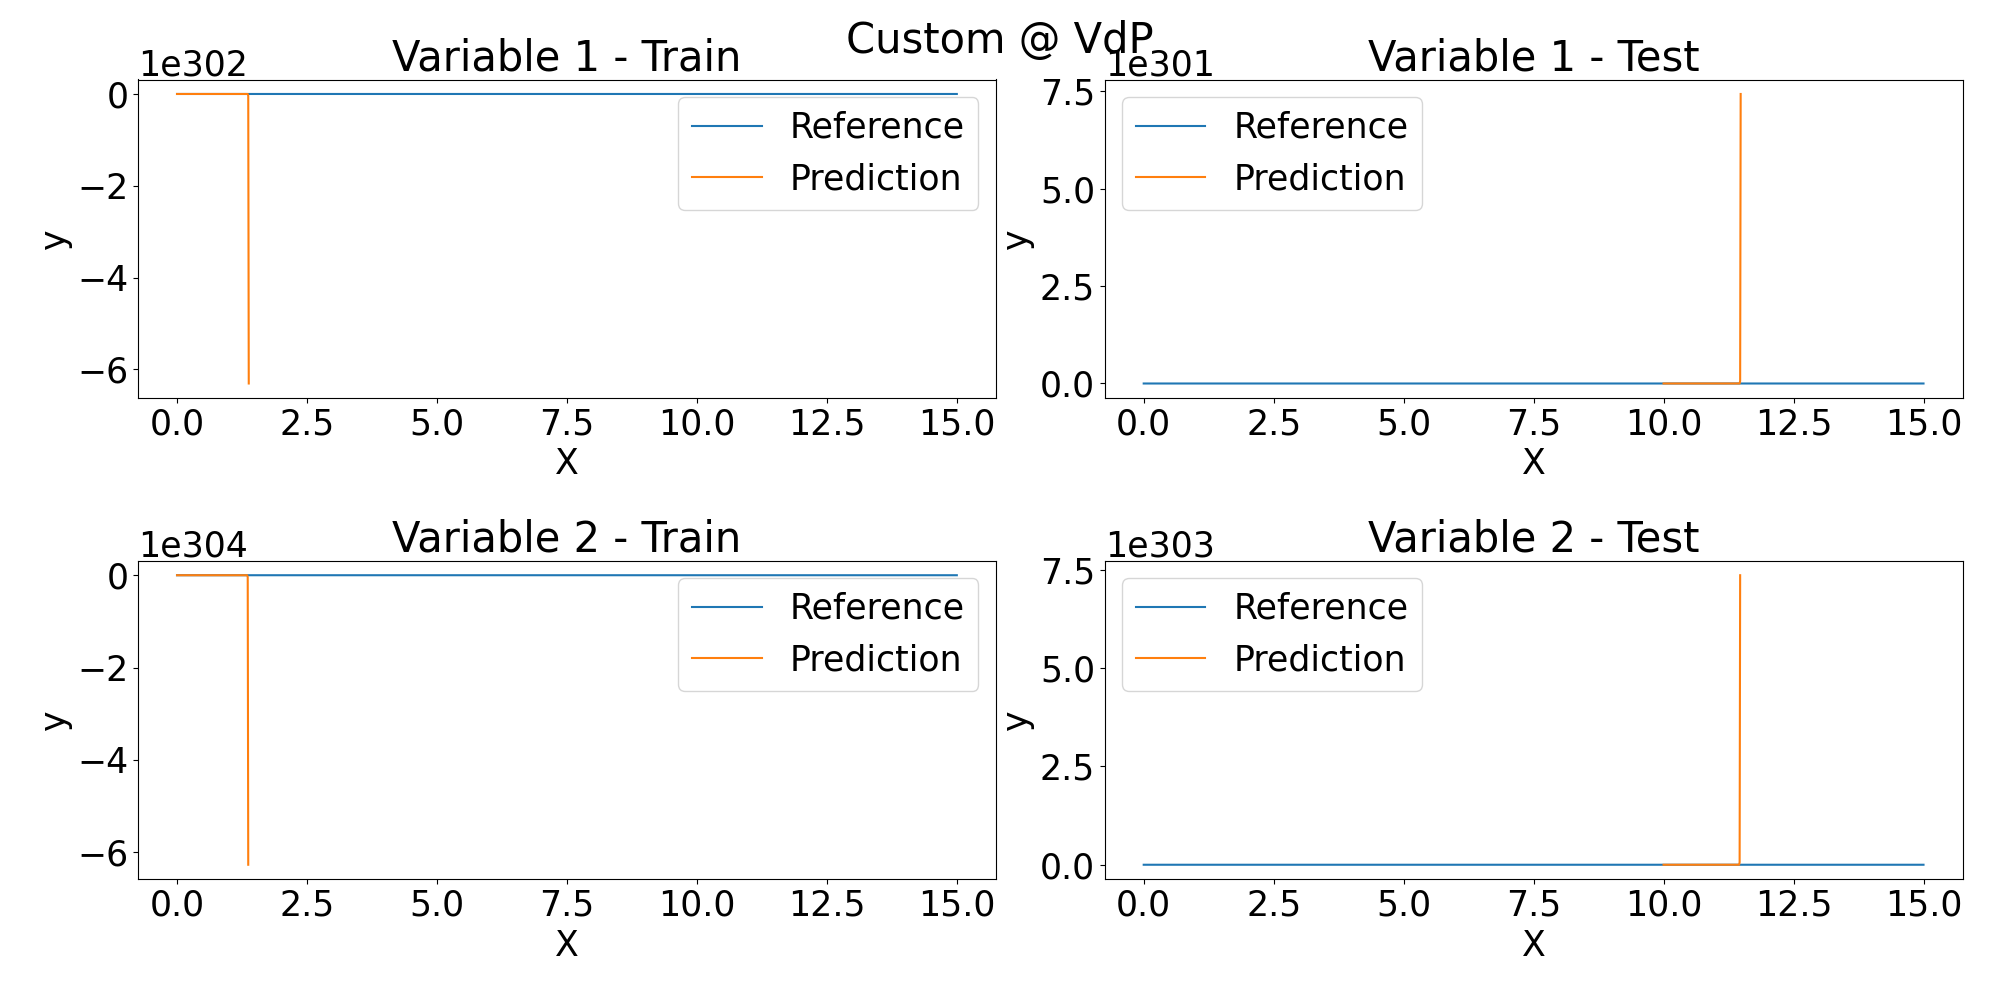 Custom @ VdP
Variable 1 - Train
1e302
0
−2
−4
−6
y
Reference
Prediction
0.0 2.5 5.0 7.5 10.0 12.5 15.0
X
Variable 1 - Test
1e301
7.5
5.0
2.5
0.0
y
Reference
Prediction
0.0 2.5 5.0 7.5 10.0 12.5 15.0
X
Variable 2 - Train
1e304
0
−2
−4
−6
y
Reference
Prediction
0.0 2.5 5.0 7.5 10.0 12.5 15.0
X
Variable 2 - Test
1e303
7.5
5.0
2.5
0.0
y
Reference
Prediction
0.0 2.5 5.0 7.5 10.0 12.5 15.0
X